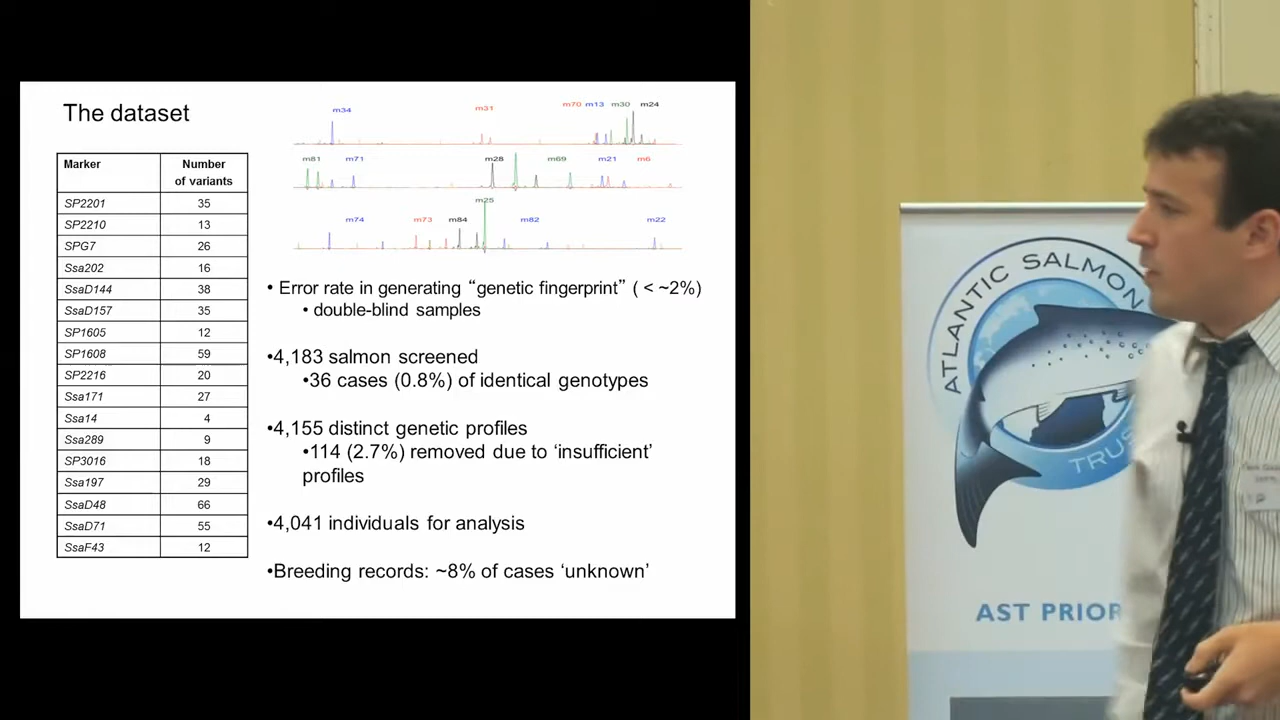 The dataset
Marker Number of variants
SP2201 35
SP2210 13
SPG7 26
Ssa202 16
SsaD144 38
SsaD157 35
SP1605 12
SP1608 59
SP2216 20
Ssa171 27
Ssa14 4
Ssa289 9
SP3016 18
Ssa197 29
SsaD48 66
SsaD71 55
SsaF43 12
m34 m31 m70 m13 m30 m24
m81 m71 m28 m69 m21 m6
m25
m74 m73 m84 m82 m22
• Error rate in generating “genetic fingerprint” ( < ~2%)
• double-blind samples
•4,183 salmon screened
•36 cases (0.8%) of identical genotypes
•4,155 distinct genetic profiles
•114 (2.7%) removed due to ‘insufficient’
profiles
•4,041 individuals for analysis
•Breeding records: ~8% of cases ‘unknown’
ATLANTIC SALMON
TRUS
AST PRIOR